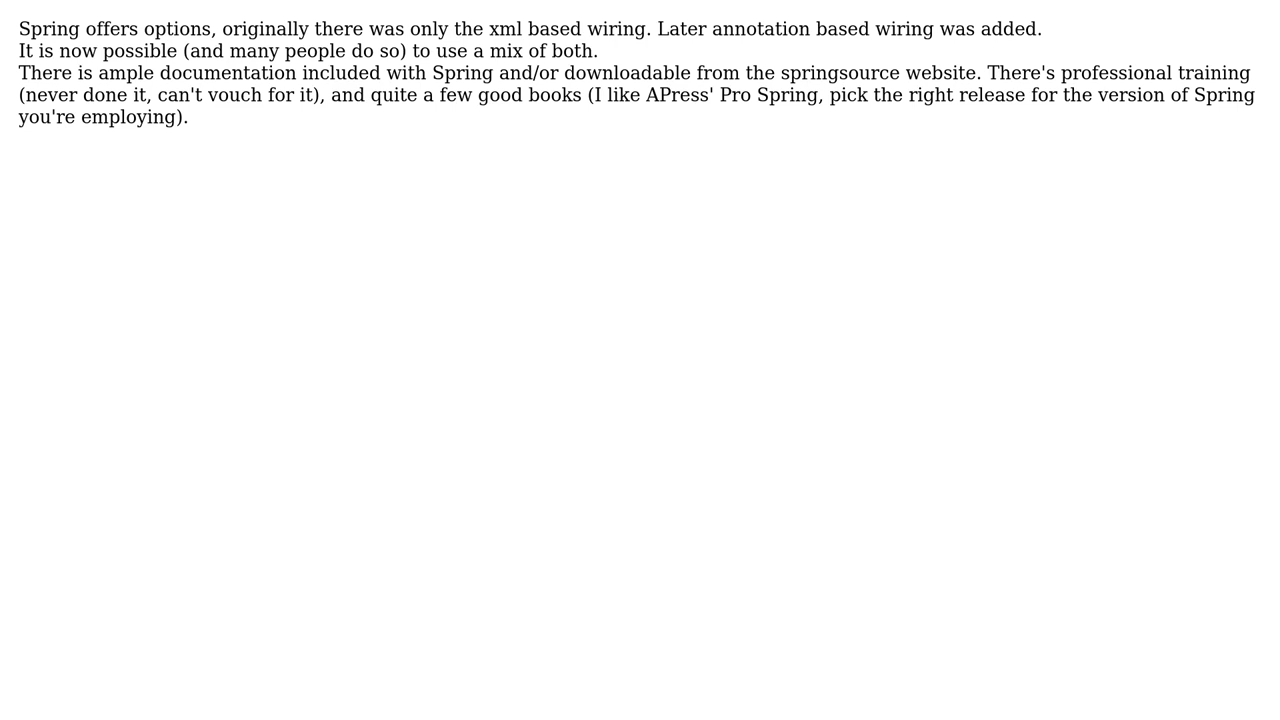 Spring offers options, originally there was only the xml based wiring. Later annotation based wiring was added.
It is now possible (and many people do so) to use a mix of both.
There is ample documentation included with Spring and/or downloadable from the springsource website. There's professional training
(never done it, can't vouch for it), and quite a few good books (I like APress' Pro Spring, pick the right release for the version of Spring
you're employing).